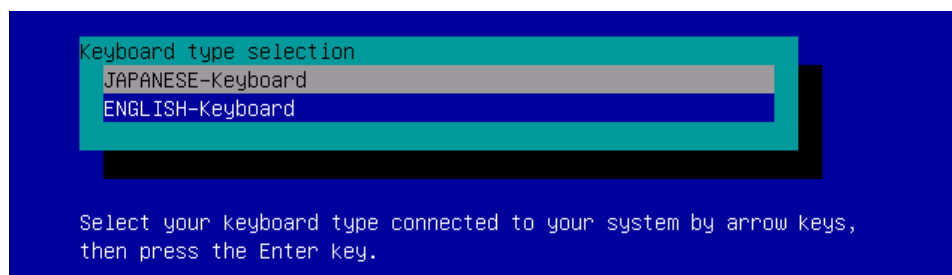 Keyboard type selection
JAPANESE-Keyboard
ENGLISH-Keyboard
Select your keyboard type connected to your system by arrow keys,
then press the Enter key.